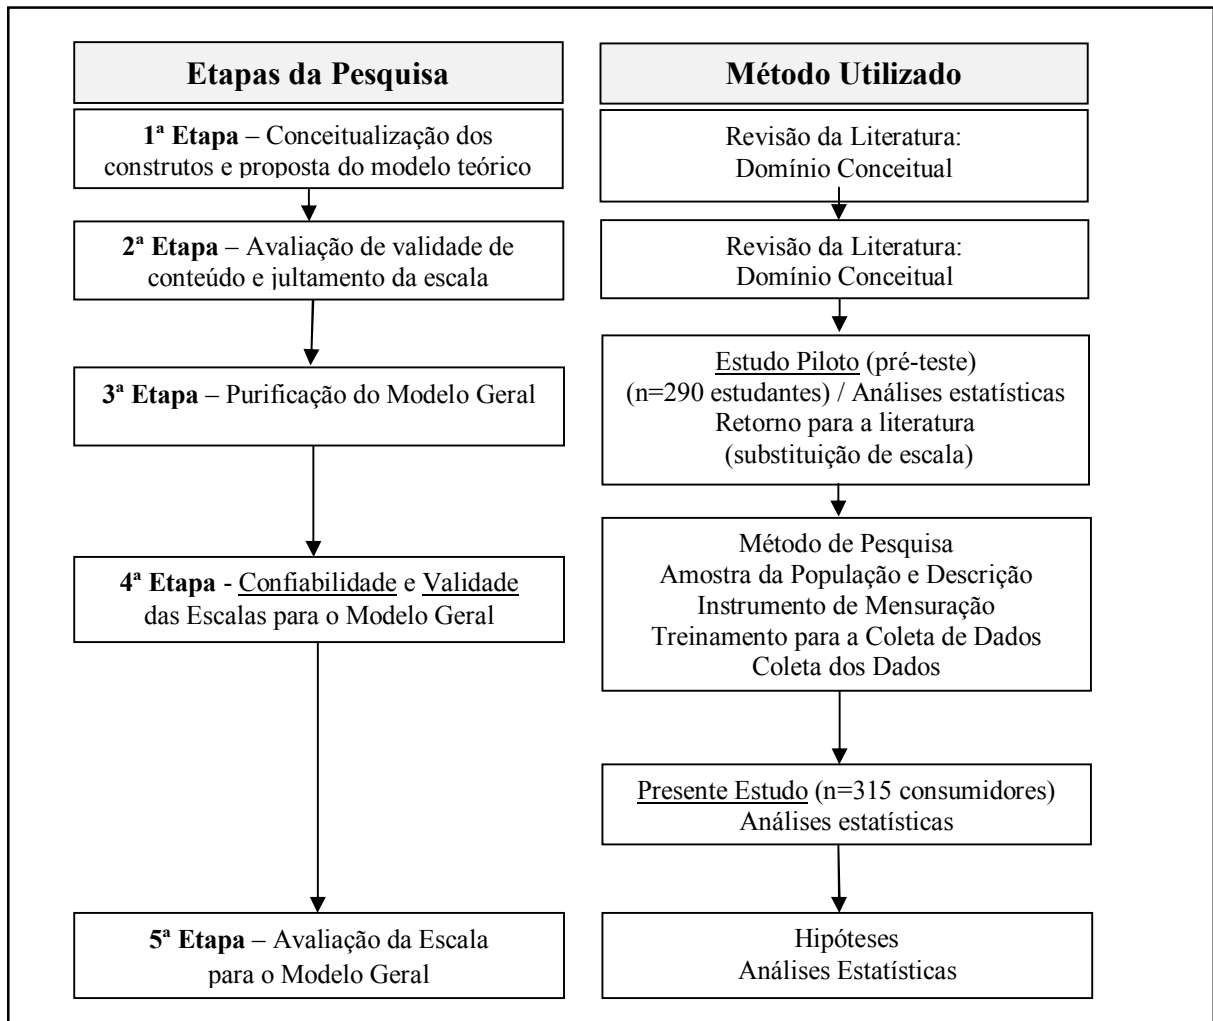 Etapas da Pesquisa
Método Utilizado
1ª Etapa – Conceitualização dos
construtos e proposta do modelo teórico
Revisão da Literatura:
Domínio Conceitual
2ª Etapa – Avaliação de validade de
conteúdo e jultamento da escala
Revisão da Literatura:
Domínio Conceitual
3ª Etapa – Purificação do Modelo Geral
Estudo Piloto (pré-teste)
(n=290 estudantes) / Análises estatísticas
Retorno para a literatura
(substituição de escala)
4ª Etapa - Confiabilidade e Validade
das Escalas para o Modelo Geral
Método de Pesquisa
Amostra da População e Descrição
Instrumento de Mensuração
Treinamento para a Coleta de Dados
Coleta dos Dados
Presente Estudo (n=315 consumidores)
Análises estatísticas
5ª Etapa – Avaliação da Escala
para o Modelo Geral
Hipóteses
Análises Estatísticas